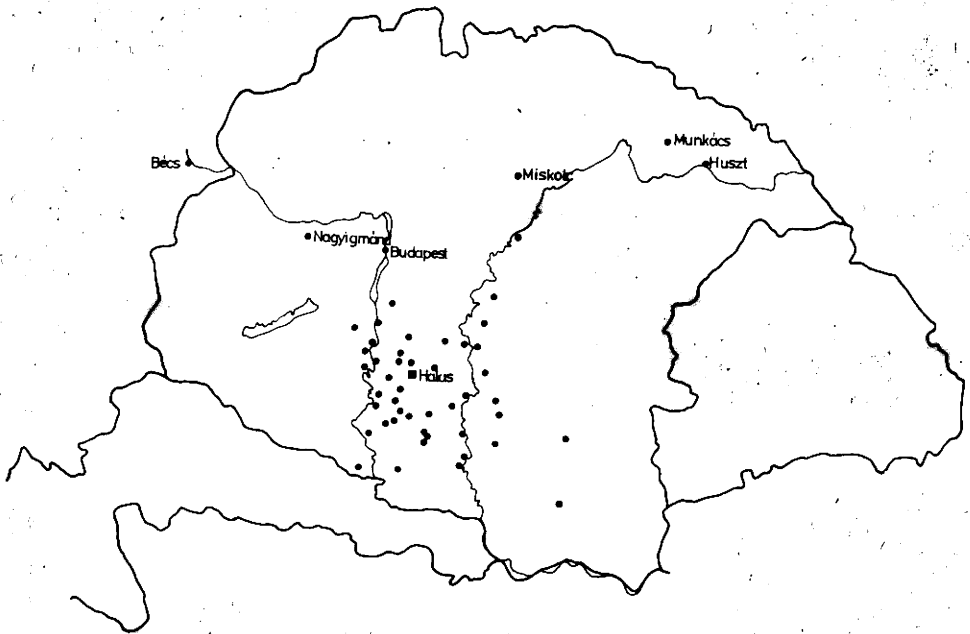 Munkács
Bécs
Huszt
Miskolc
Nagyigmánd
Budapest
Halas